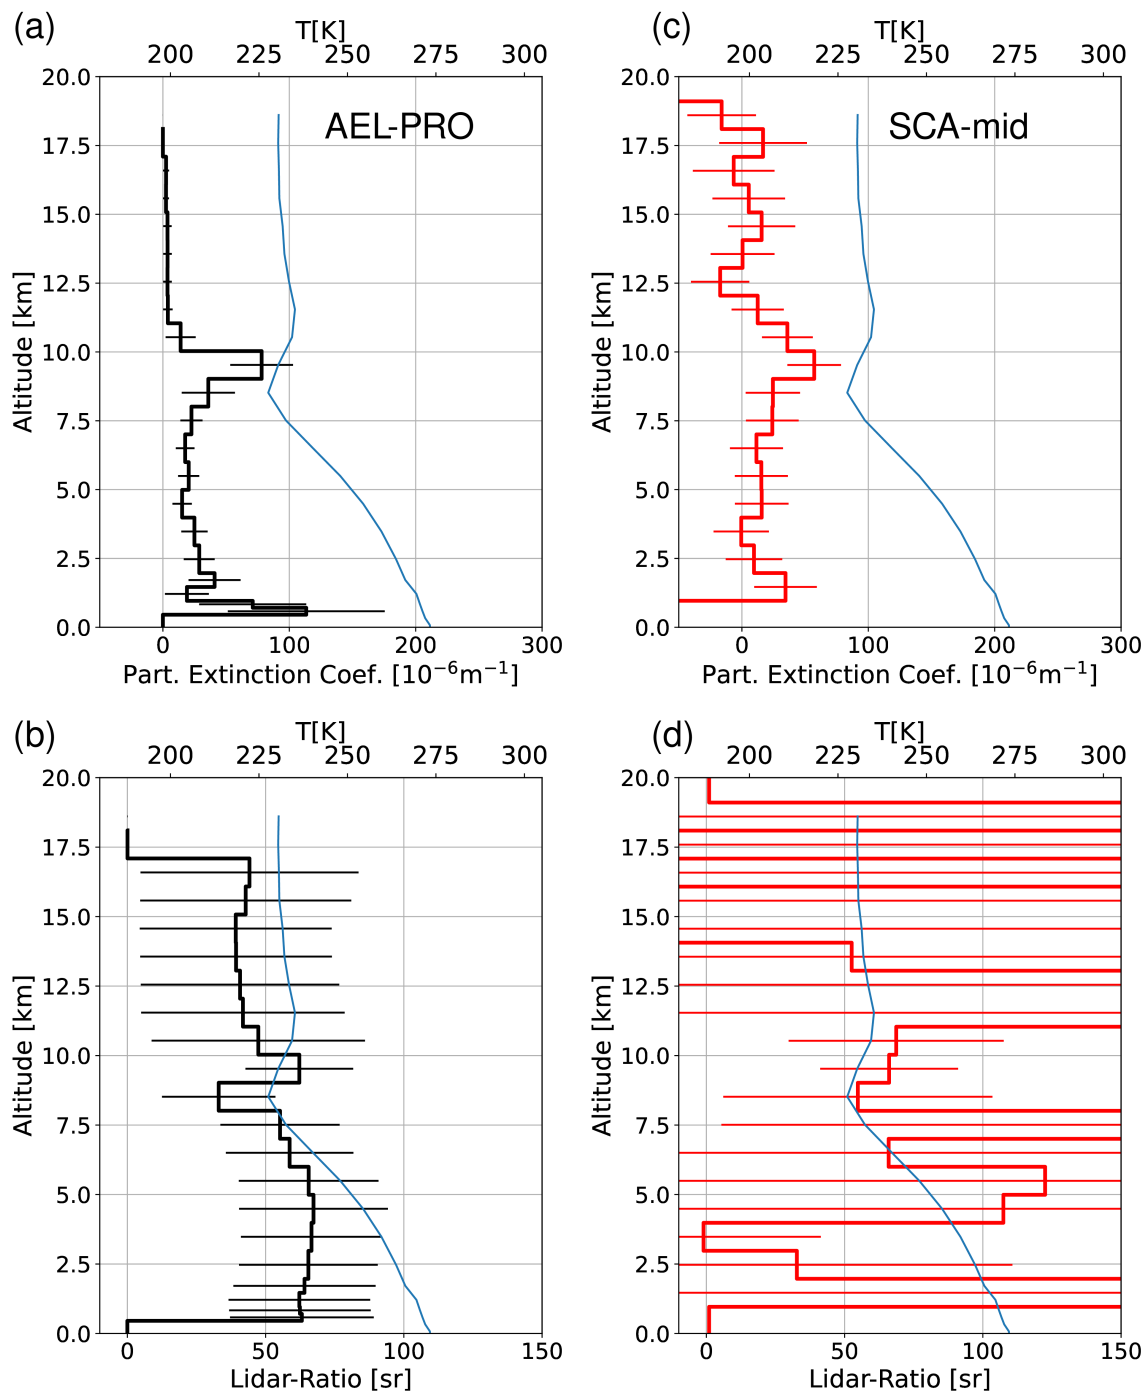 (a)
T[K]
200 225 250 275 300
20.0
17.5
15.0
12.5
10.0
7.5
5.0
2.5
0.0
Altitude [km]
AEL-PRO
0 100 200 300
Part. Extinction Coef. [10⁻⁶m⁻¹]
(c)
T[K]
200 225 250 275 300
20.0
17.5
15.0
12.5
10.0
7.5
5.0
2.5
0.0
Altitude [km]
SCA-mid
0 100 200 300
Part. Extinction Coef. [10⁻⁶m⁻¹]
(b)
T[K]
200 225 250 275 300
20.0
17.5
15.0
12.5
10.0
7.5
5.0
2.5
0.0
Altitude [km]
0 50 100 150
Lidar-Ratio [sr]
(d)
T[K]
200 225 250 275 300
20.0
17.5
15.0
12.5
10.0
7.5
5.0
2.5
0.0
Altitude [km]
0 50 100 150
Lidar-Ratio [sr]